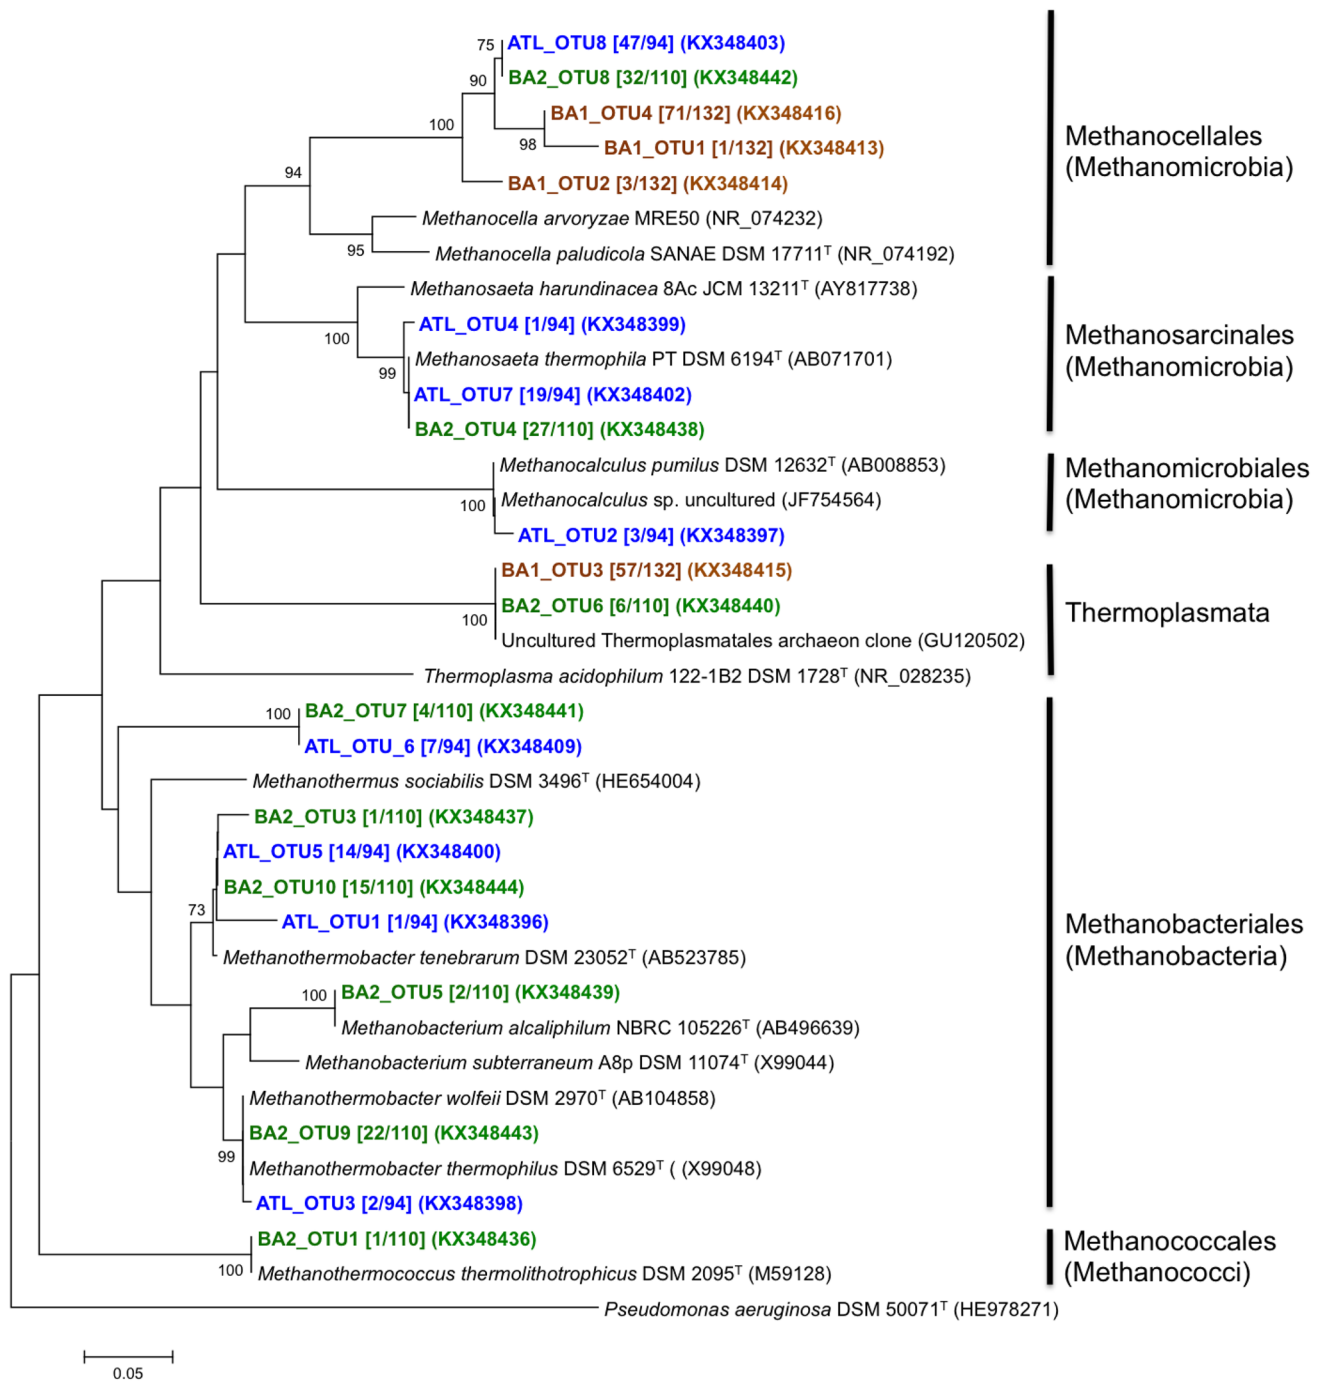 75
ATL_OTU8 [47/94] (KX348403)
BA2_OTU8 [32/110] (KX348442)
90
BA1_OTU4 [71/132] (KX348416)
100
98
BA1_OTU1 [1/132] (KX348413)
BA1_OTU2 [3/132] (KX348414)
94
Methanocella arvoryzae MRE50 (NR_074232)
95
Methanocella paludicola SANAE DSM 17711ᵀ (NR_074192)
Methanocellales
(Methanomicrobia)
Methanosaeta harundinacea 8Ac JCM 13211ᵀ (AY817738)
100
ATL_OTU4 [1/94] (KX348399)
Methanosaeta thermophila PT DSM 6194ᵀ (AB071701)
99
ATL_OTU7 [19/94] (KX348402)
BA2_OTU4 [27/110] (KX348438)
Methanosarcinales
(Methanomicrobia)
Methanocalculus pumilus DSM 12632ᵀ (AB008853)
100
Methanocalculus sp. uncultured (JF754564)
ATL_OTU2 [3/94] (KX348397)
Methanomicrobiales
(Methanomicrobia)
BA1_OTU3 [57/132] (KX348415)
BA2_OTU6 [6/110] (KX348440)
100
Uncultured Thermoplasmatales archaeon clone (GU120502)
Thermoplasma acidophilum 122-1B2 DSM 1728ᵀ (NR_028235)
Thermoplasmata
100
BA2_OTU7 [4/110] (KX348441)
ATL_OTU_6 [7/94] (KX348409)
Methanothermus sociabilis DSM 3496ᵀ (HE654004)
BA2_OTU3 [1/110] (KX348437)
ATL_OTU5 [14/94] (KX348400)
BA2_OTU10 [15/110] (KX348444)
73
ATL_OTU1 [1/94] (KX348396)
Methanothermobacter tenebrarum DSM 23052ᵀ (AB523785)
100
BA2_OTU5 [2/110] (KX348439)
Methanobacterium alcaliphilum NBRC 105226ᵀ (AB496639)
Methanobacterium subterraneum A8p DSM 11074ᵀ (X99044)
Methanothermobacter wolfeii DSM 2970ᵀ (AB104858)
BA2_OTU9 [22/110] (KX348443)
99
Methanothermobacter thermophilus DSM 6529ᵀ ( (X99048)
ATL_OTU3 [2/94] (KX348398)
Methanobacteriales
(Methanobacteria)
BA2_OTU1 [1/110] (KX348436)
100
Methanothermococcus thermolithotrophicus DSM 2095ᵀ (M59128)
Methanococcales
(Methanococci)
Pseudomonas aeruginosa DSM 50071ᵀ (HE978271)
0.05